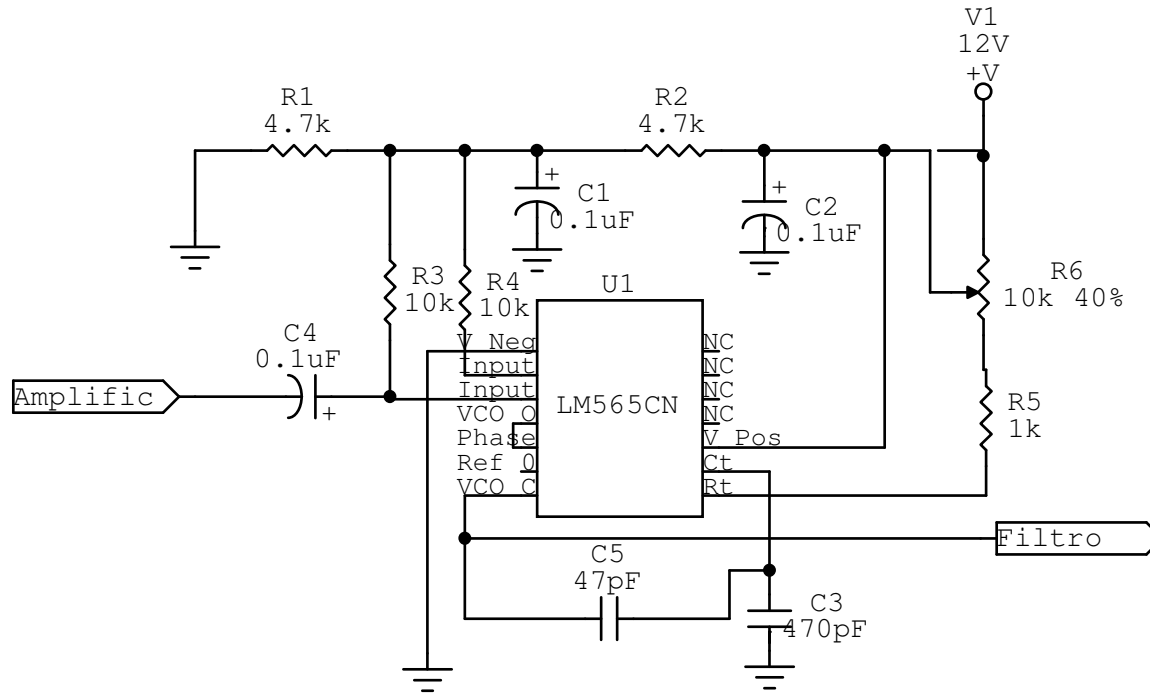 V1
12V
+V
R1
4.7k
R2
4.7k
+
C1
0.1uF
+
C2
0.1uF
R3
10k
R4
10k
U1
R6
10k 40%
C4
0.1uF
+
Amplific
V Neg
Input
Input
VCO O
Phase
Ref O
VCO C
LM565CN
NC
NC
NC
NC
V Pos
Ct
Rt
R5
1k
Filtro
C5
47pF
C3
470pF